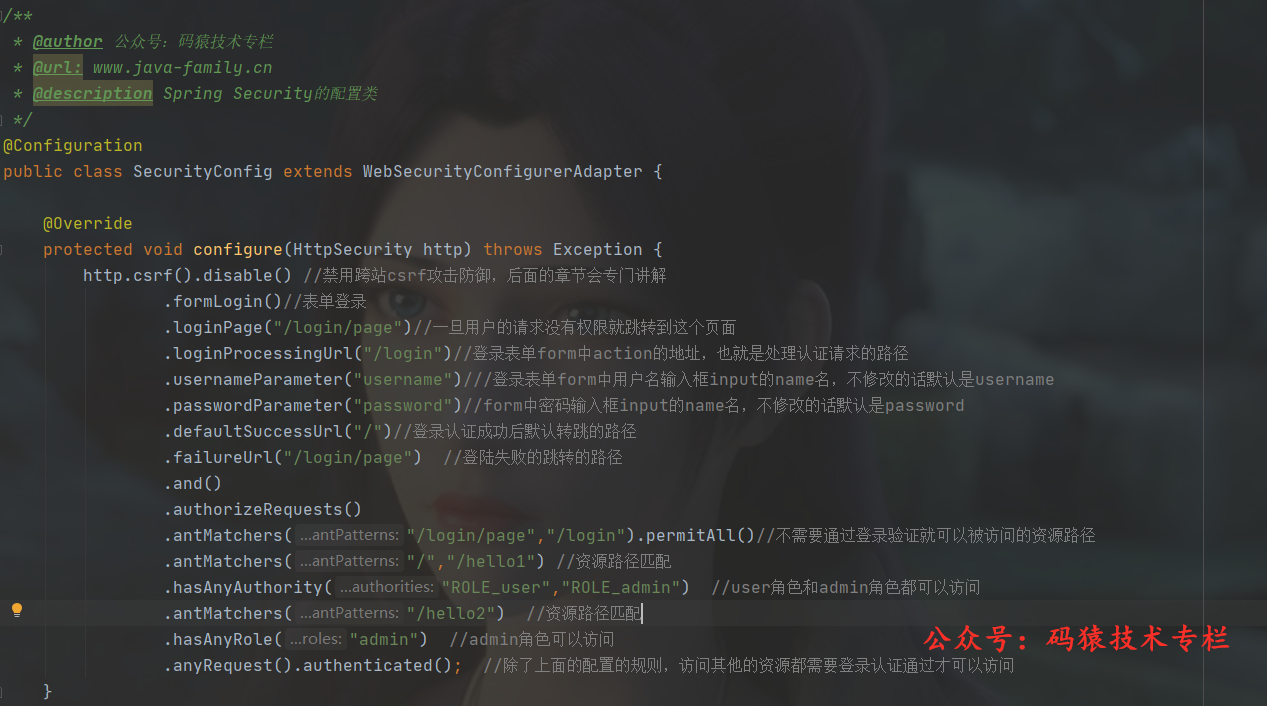 /**
 * @author 公众号：码猿技术专栏
 * @url: www.java-family.cn
 * @description Spring Security的配置类
 */
@Configuration
public class SecurityConfig extends WebSecurityConfigurerAdapter {
@Override
protected void configure(HttpSecurity http) throws Exception {
http.csrf().disable() //禁用跨站csrf攻击防御，后面的章节会专门讲解
.formLogin()//表单登录
.loginPage("/login/page")//一旦用户的请求没有权限就跳转到这个页面
.loginProcessingUrl("/login")//登录表单form中action的地址，也就是处理认证请求的路径
.usernameParameter("username")///登录表单form中用户名输入框input的name名，不修改的话默认是username
.passwordParameter("password")//form中密码输入框input的name名，不修改的话默认是password
.defaultSuccessUrl("/")//登录认证成功后默认转跳的路径
.failureUrl("/login/page") //登陆失败的跳转的路径
.and()
.authorizeRequests()
.antMatchers( ...antPatterns: "/login/page","/login").permitAll()//不需要通过登录验证就可以被访问的资源路径
.antMatchers( ...antPatterns: "/","/hello1") //资源路径匹配
.hasAnyAuthority( ...authorities: "ROLE_user","ROLE_admin") //user角色和admin角色都可以访问
.antMatchers( ...antPatterns: "/hello2") //资源路径匹配
.hasAnyRole( ...roles: "admin") //admin角色可以访问
.anyRequest().authenticated(); //除了上面的配置的规则，访问其他的资源都需要登录认证通过才可以访问
}
公众号：码猿技术专栏